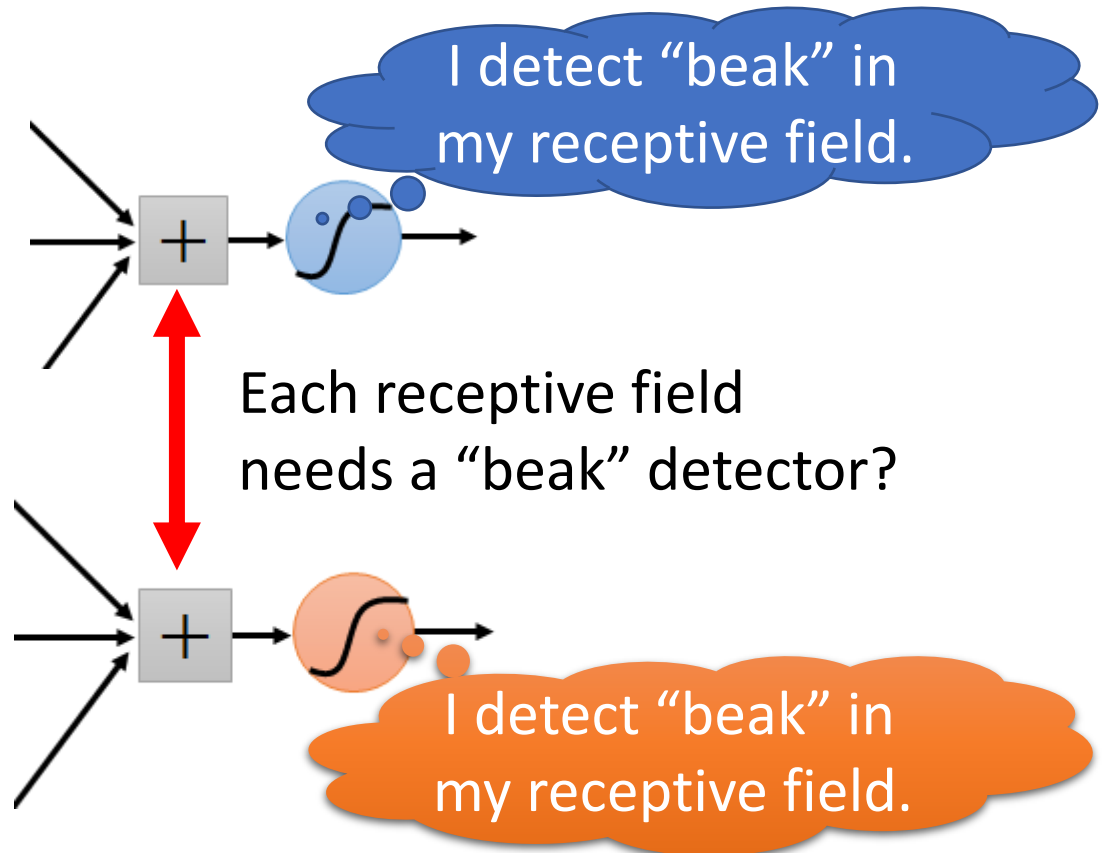 I detect “beak” in
my receptive field.
+
Each receptive field
needs a “beak” detector?
+
I detect “beak” in
my receptive field.